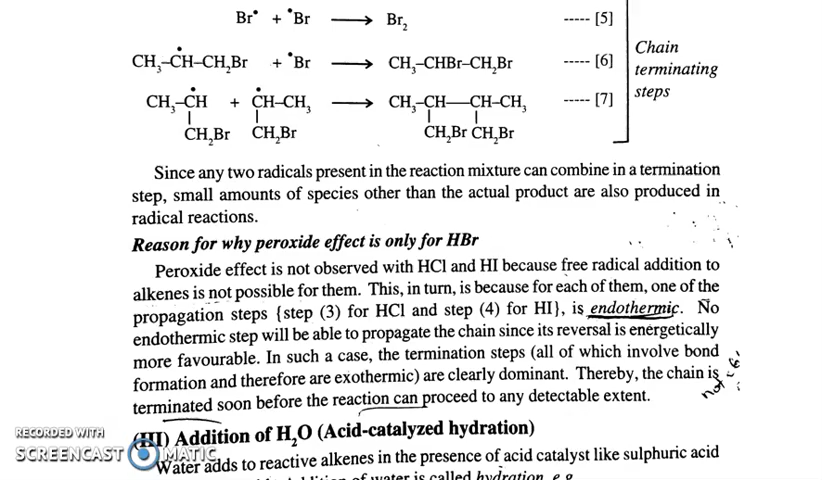 Br• + •Br ⟶ Br₂ ----- [5]
CH₃–ĊH–CH₂Br + •Br ⟶ CH₃–CHBr–CH₂Br ----- [6]
Chain terminating steps
CH₃–ĊH + ĊH–CH₃ ⟶ CH₃–CH—CH–CH₃ ----- [7]
CH₂Br CH₂Br CH₂Br CH₂Br
Since any two radicals present in the reaction mixture can combine in a termination
step, small amounts of species other than the actual product are also produced in
radical reactions.
Reason for why peroxide effect is only for HBr
Peroxide effect is not observed with HCl and HI because free radical addition to
alkenes is not possible for them. This, in turn, is because for each of them, one of the
propagation steps {step (3) for HCl and step (4) for HI}, is endothermic. No
endothermic step will be able to propagate the chain since its reversal is energetically
more favourable. In such a case, the termination steps (all of which involve bond
formation and therefore are exothermic) are clearly dominant. Thereby, the chain is
terminated soon before the reaction can proceed to any detectable extent.
(III) Addition of H₂O (Acid-catalyzed hydration)
RECORDED WITH
SCREENCAST MATIC
Water adds to reactive alkenes in the presence of acid catalyst like sulphuric acid
of water is called hydration, e.g.